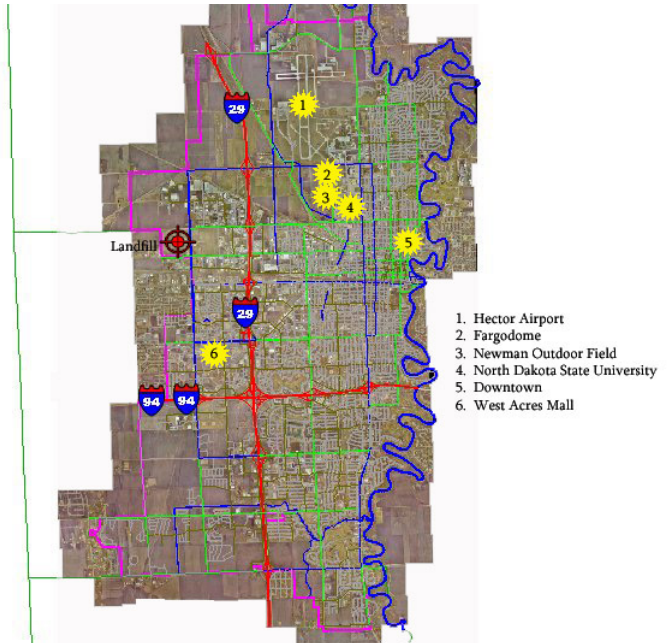 29
1
2
3
4
Landfill
5
29
6
94 94
1. Hector Airport
2. Fargodome
3. Newman Outdoor Field
4. North Dakota State University
5. Downtown
6. West Acres Mall